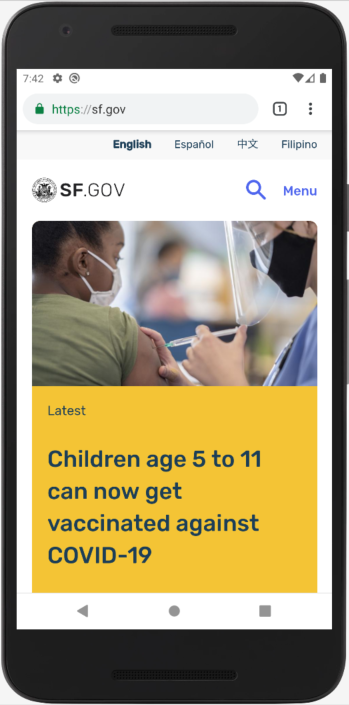 7:42
https://sf.gov
1
English Español 中文 Filipino
SF.GOV
Menu
Latest
Children age 5 to 11
can now get
vaccinated against
COVID-19